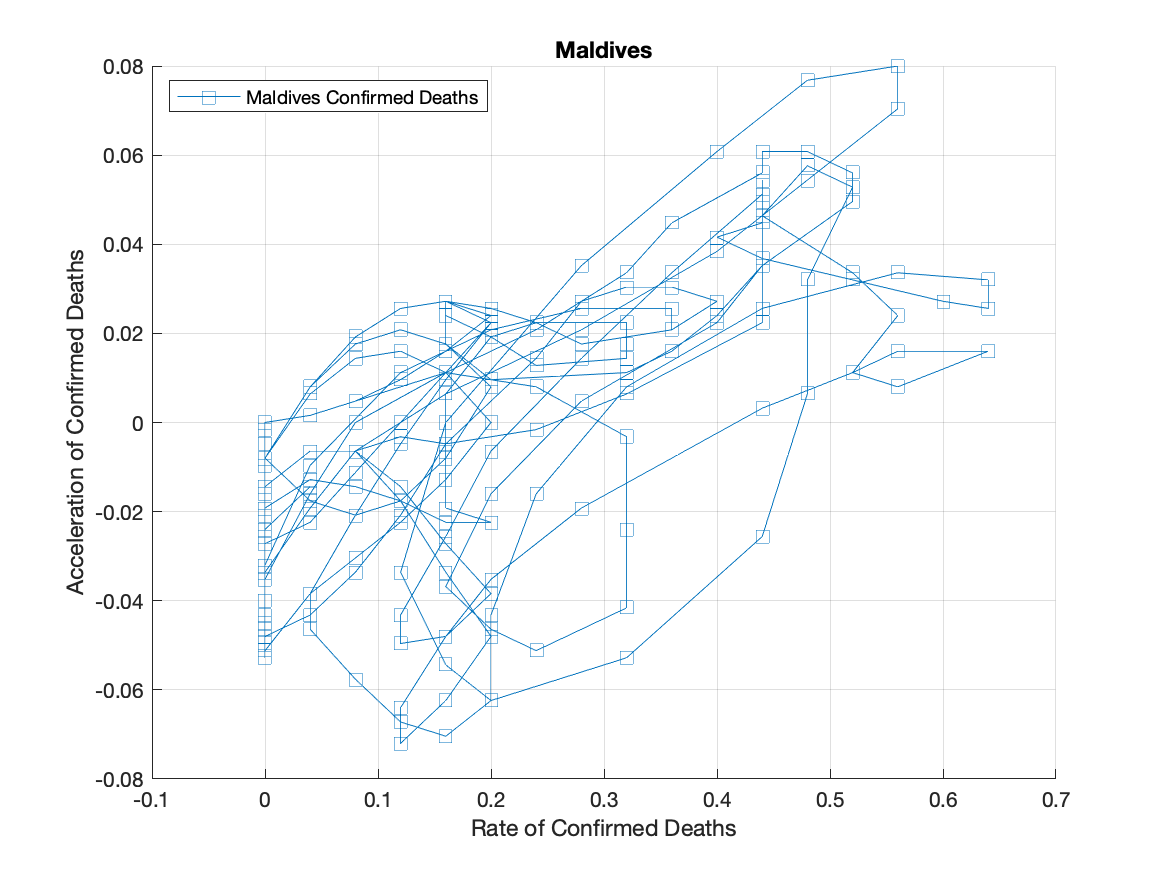 Maldives
Maldives Confirmed Deaths
Acceleration of Confirmed Deaths
0.08
0.06
0.04
0.02
0
-0.02
-0.04
-0.06
-0.08
-0.1 0 0.1 0.2 0.3 0.4 0.5 0.6 0.7
Rate of Confirmed Deaths